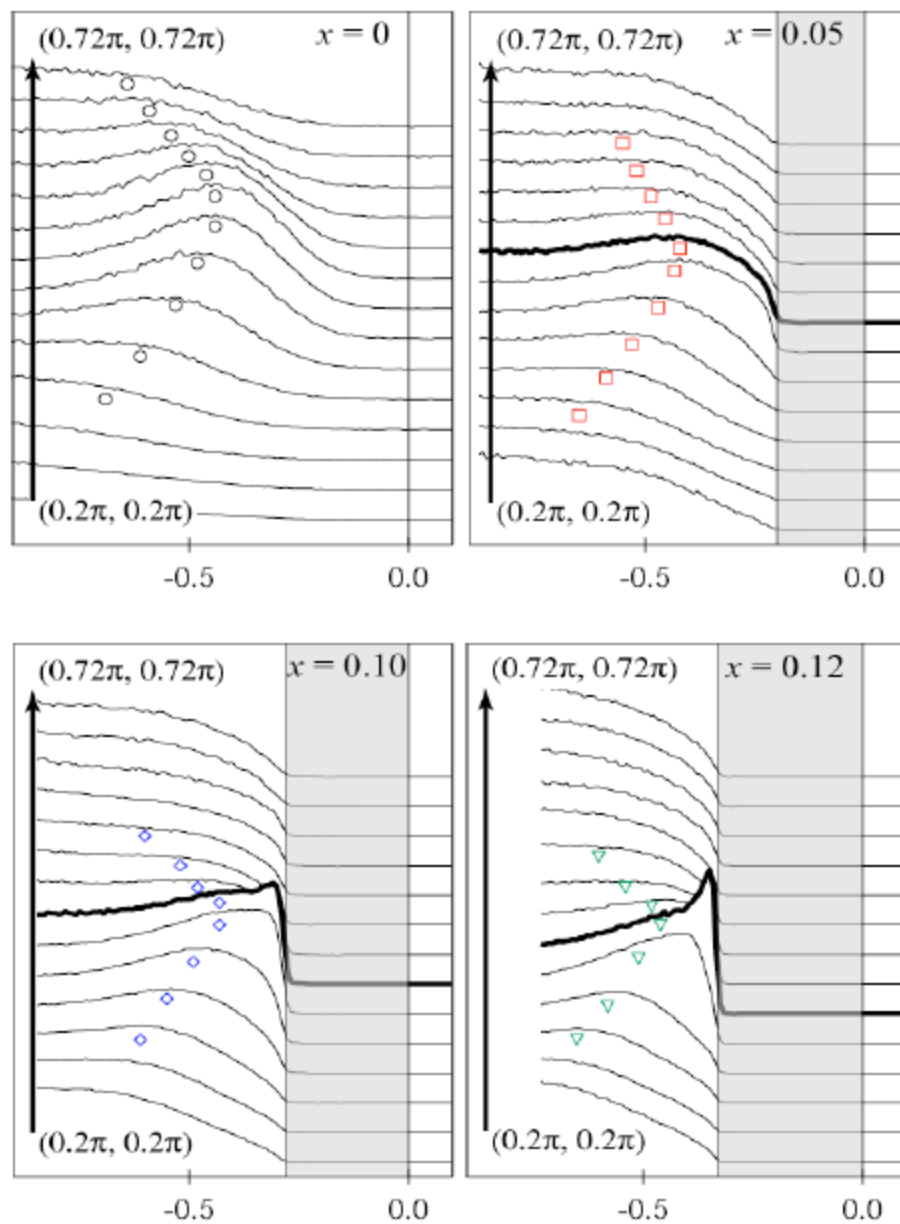 (0.72π, 0.72π) x = 0
(0.2π, 0.2π)
-0.5 0.0
(0.72π, 0.72π) x = 0.05
(0.2π, 0.2π)
-0.5 0.0
(0.72π, 0.72π) x = 0.10
(0.2π, 0.2π)
-0.5 0.0
(0.72π, 0.72π) x = 0.12
(0.2π, 0.2π)
-0.5 0.0